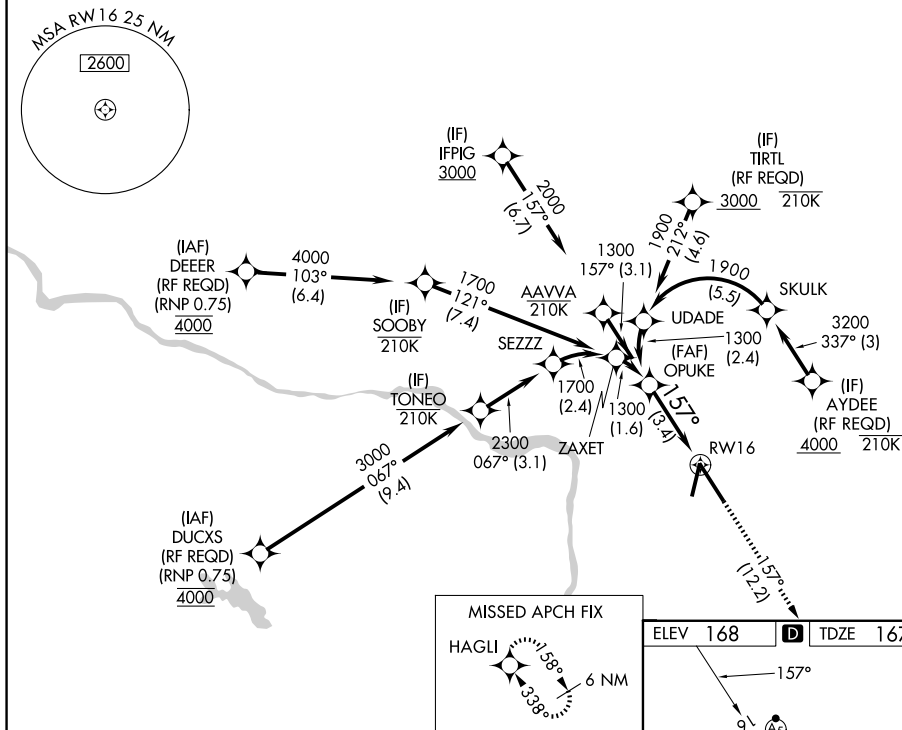 MSA RW16 25 NM
2600
(IF)
IFPIG
3000
2000
157°
(6.7)
(IF)
TIRTL
(RF REQD)
3000 210K
1900
212°
(4.6)
(IAF)
DEEER
(RF REQD)
(RNP 0.75)
4000
4000
103°
(6.4)
(IF)
SOOBY
210K
1700
121°
(7.4)
1300
157° (3.1)
AAVVA
210K
1900
(5.5)
SKULK
UDADE
1300
(2.4)
3200
337° (3)
(IF)
AYDEE
(RF REQD)
4000 210K
SEZZZ
(FAF)
OPUKE
1700
(2.4)
1300
(1.6)
ZAXET
157°
(3.4)
RW16
(IF)
TONEO
210K
2300
067° (3.1)
3000
067°
(9.4)
(IAF)
DUCXS
(RF REQD)
(RNP 0.75)
4000
157°
(12.2)
MISSED APCH FIX
HAGLI
158°
338°
6 NM
ELEV 168 D TDZE 167
157°
16
A5